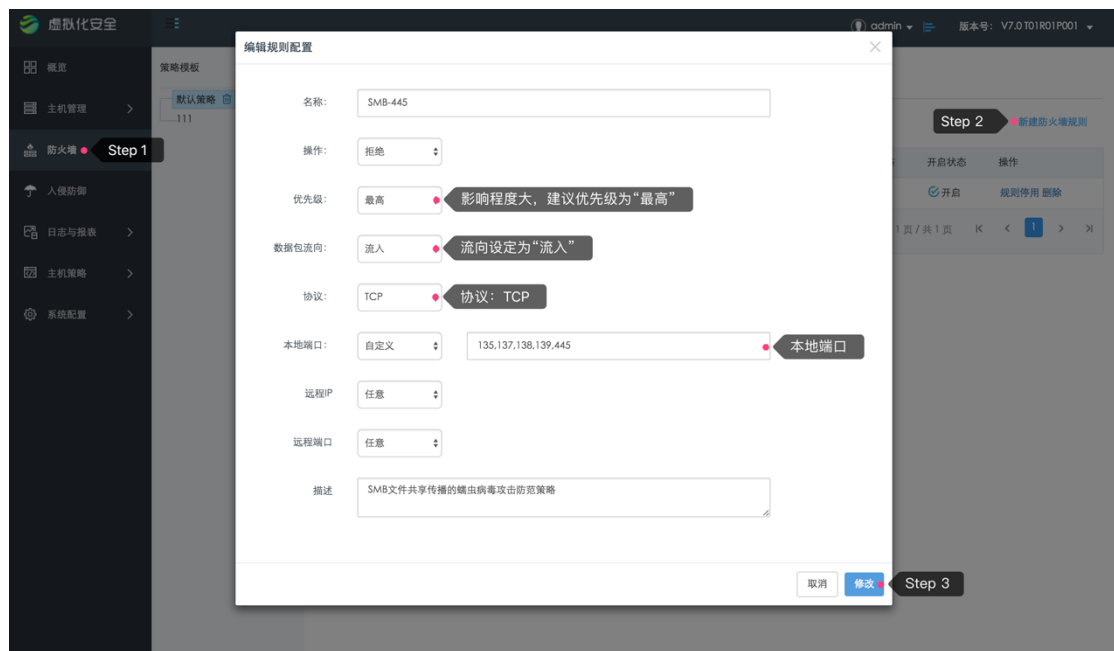 虚拟化安全
admin
版本号: V7.0 T01R01P001
概览
主机管理
防火墙
Step 1
入侵防御
日志与报表
主机策略
系统配置
策略模板
默认策略
111
Step 2
新建防火墙规则
开启状态 操作
开启 规则停用 删除
1 页 / 共 1 页 1
编辑规则配置
名称: SMB-445
操作: 拒绝
优先级: 最高 影响程度大，建议优先级为“最高”
数据包流向: 流入 流向设定为“流入”
协议: TCP 协议：TCP
本地端口: 自定义 135,137,138,139,445 本地端口
远程IP 任意
远程端口 任意
描述 SMB文件共享传播的蠕虫病毒攻击防范策略
取消 修改 Step 3